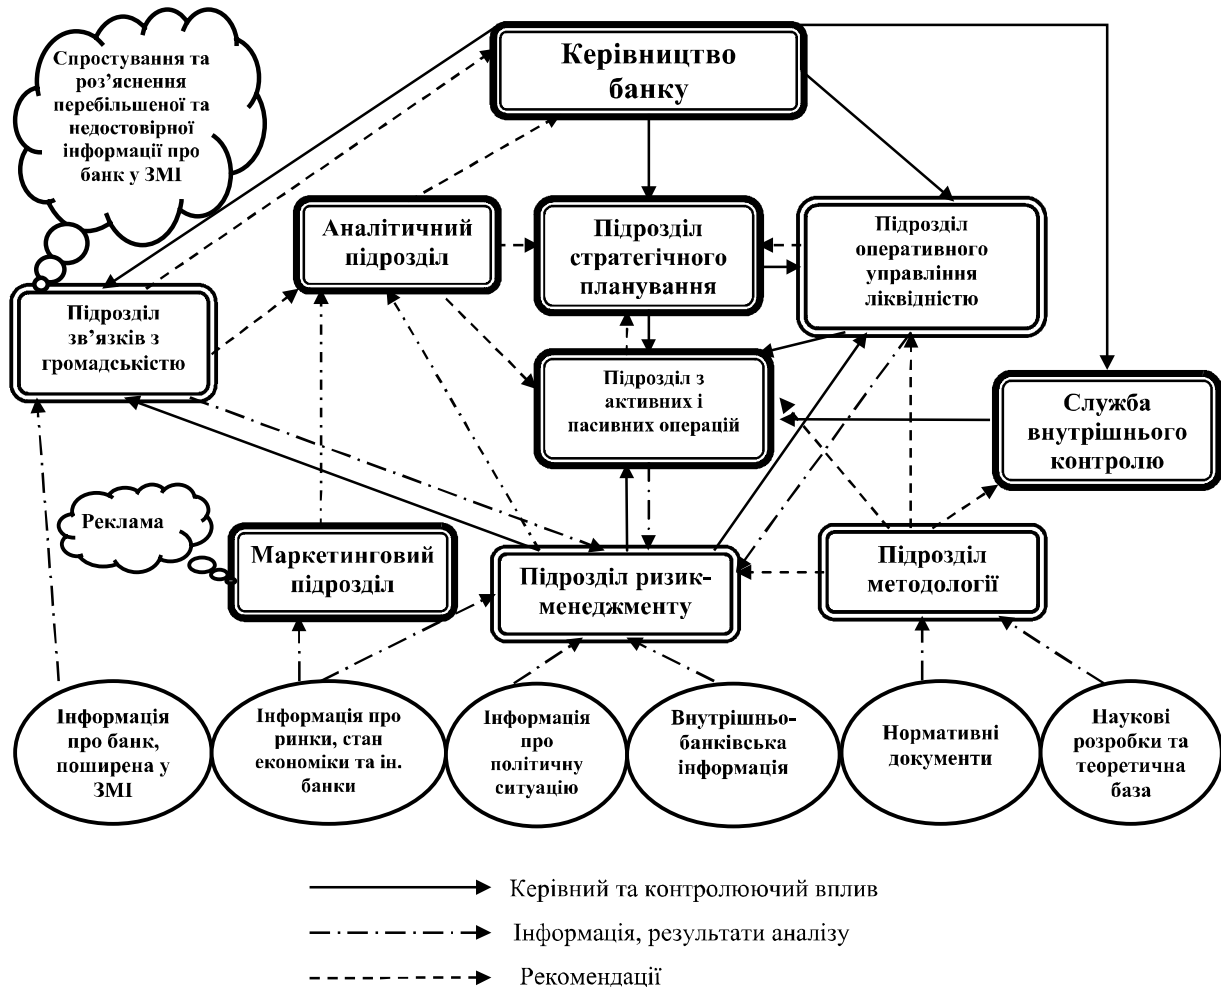 Спростування та
роз’яснення
перебільшеної та
недостовірної
інформації про
банк у ЗМІ
Керівництво
банку
Аналітичний
підрозділ
Підрозділ
стратегічного
планування
Підрозділ
оперативного
управління
ліквідністю
Підрозділ
зв’язків з
громадськістю
Підрозділ з
активних і
пасивних операцій
Служба
внутрішнього
контролю
Реклама
Маркетинговий
підрозділ
Підрозділ ризик-
менеджменту
Підрозділ
методології
Інформація
про банк,
поширена у
ЗМІ
Інформація про
ринки, стан
економіки та ін.
банки
Інформація
про
політичну
ситуацію
Внутрішньо-
банківська
інформація
Нормативні
документи
Наукові
розробки та
теоретична
база
Керівний та контролюючий вплив
Інформація, результати аналізу
Рекомендації